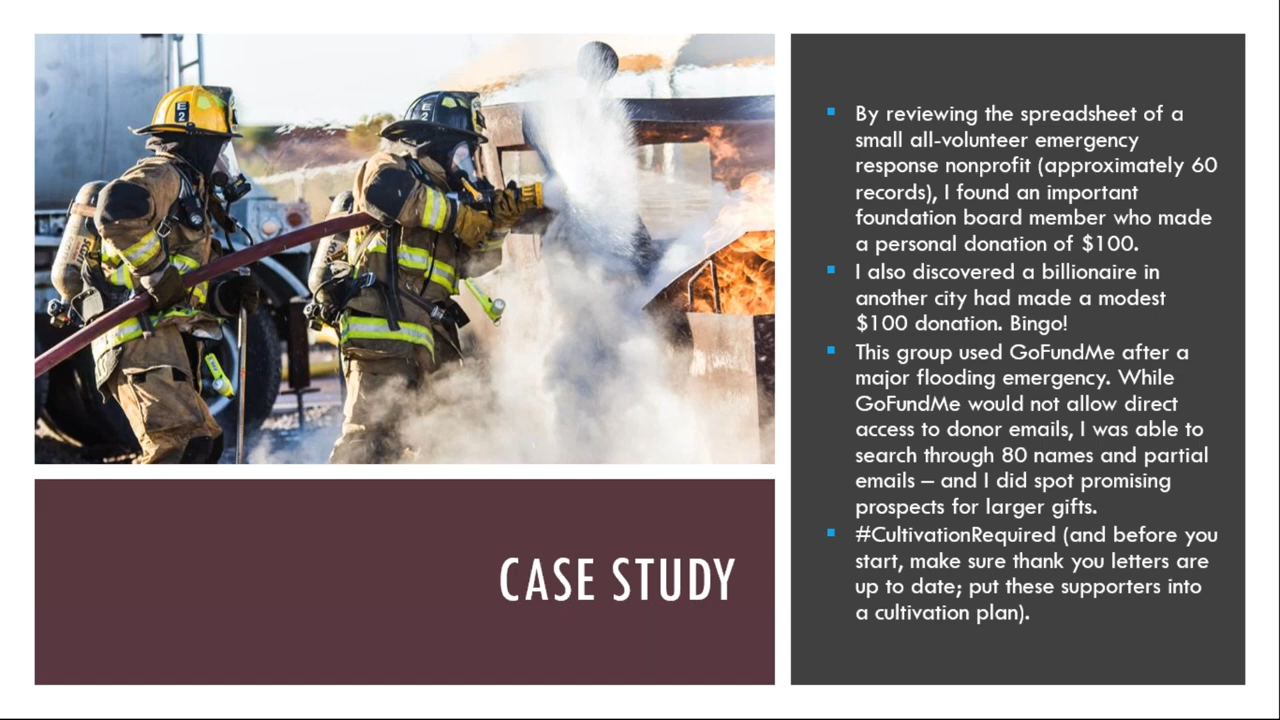 E
2
E
2
CASE STUDY
By reviewing the spreadsheet of a
small all-volunteer emergency
response nonprofit (approximately 60
records), I found an important
foundation board member who made
a personal donation of $100.
I also discovered a billionaire in
another city had made a modest
$100 donation. Bingo!
This group used GoFundMe after a
major flooding emergency. While
GoFundMe would not allow direct
access to donor emails, I was able to
search through 80 names and partial
emails – and I did spot promising
prospects for larger gifts.
#CultivationRequired (and before you
start, make sure thank you letters are
up to date; put these supporters into
a cultivation plan).